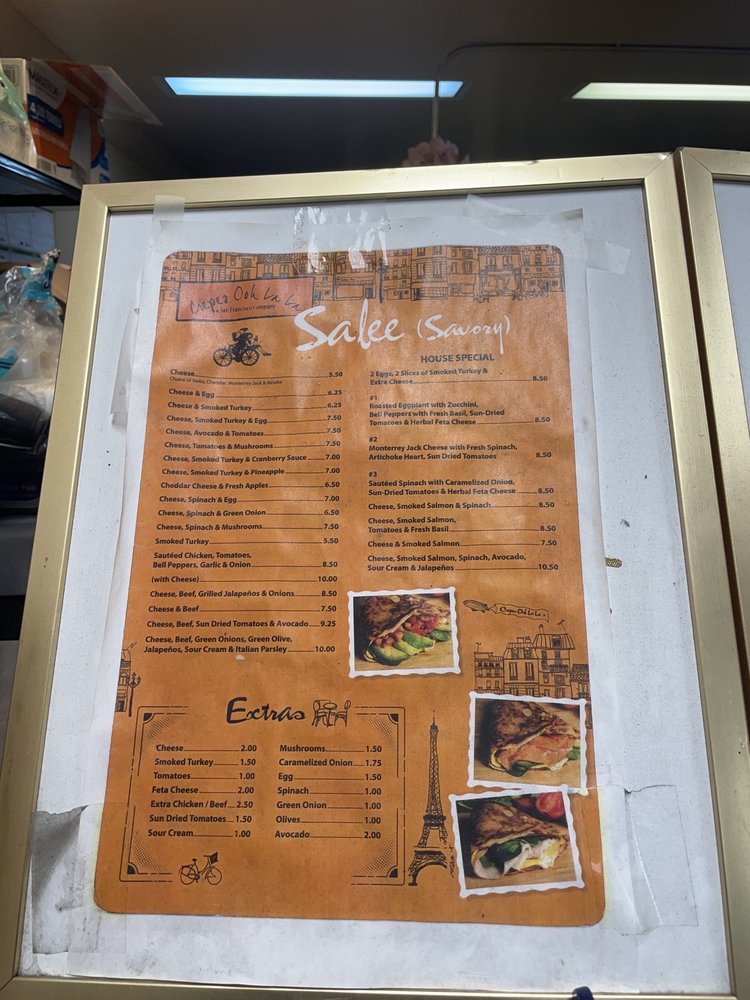 Crepes Ooh La La
a San Francisco Company
Salee (Savory)
Cheese 5.50
Choice of Swiss, Cheddar, Monterrey Jack & Ricotta
Cheese & Egg 6.25
Cheese & Smoked Turkey 6.25
Cheese, Smoked Turkey & Egg 7.50
Cheese, Avocado & Tomatoes 7.50
Cheese, Tomatoes & Mushrooms 7.50
Cheese, Smoked Turkey & Cranberry Sauce 7.00
Cheese, Smoked Turkey & Pineapple 7.00
Cheddar Cheese & Fresh Apples 6.50
Cheese, Spinach & Egg 7.00
Cheese, Spinach & Green Onion 6.50
Cheese, Spinach & Mushrooms 7.50
Smoked Turkey 5.50
Sautéed Chicken, Tomatoes,
Bell Peppers, Garlic & Onion 8.50
(with Cheese) 10.00
Cheese, Beef, Grilled Jalapeños & Onions 8.50
Cheese & Beef 7.50
Cheese, Beef, Sun Dried Tomatoes & Avocado 9.25
Cheese, Beef, Green Onions, Green Olive,
Jalapeños, Sour Cream & Italian Parsley 10.00
HOUSE SPECIAL
2 Eggs, 2 Slices of Smoked Turkey &
Extra Cheese 8.50
#1
Roasted Eggplant with Zucchini,
Bell Peppers with Fresh Basil, Sun-Dried
Tomatoes & Herbal Feta Cheese 8.50
#2
Monterrey Jack Cheese with Fresh Spinach,
Artichoke Heart, Sun Dried Tomatoes 8.50
#3
Sautéed Spinach with Caramelized Onion,
Sun-Dried Tomatoes & Herbal Feta Cheese 8.50
Cheese, Smoked Salmon & Spinach 8.50
Cheese, Smoked Salmon,
Tomatoes & Fresh Basil 8.50
Cheese & Smoked Salmon 7.50
Cheese, Smoked Salmon, Spinach, Avocado,
Sour Cream & Jalapeños 10.50
Crepes Ooh La La
Extras
Cheese 2.00
Smoked Turkey 1.50
Tomatoes 1.00
Feta Cheese 2.00
Extra Chicken / Beef 2.50
Sun Dried Tomatoes 1.50
Sour Cream 1.00
Mushrooms 1.50
Caramelized Onion 1.75
Egg 1.50
Spinach 1.00
Green Onion 1.00
Olives 1.00
Avocado 2.00